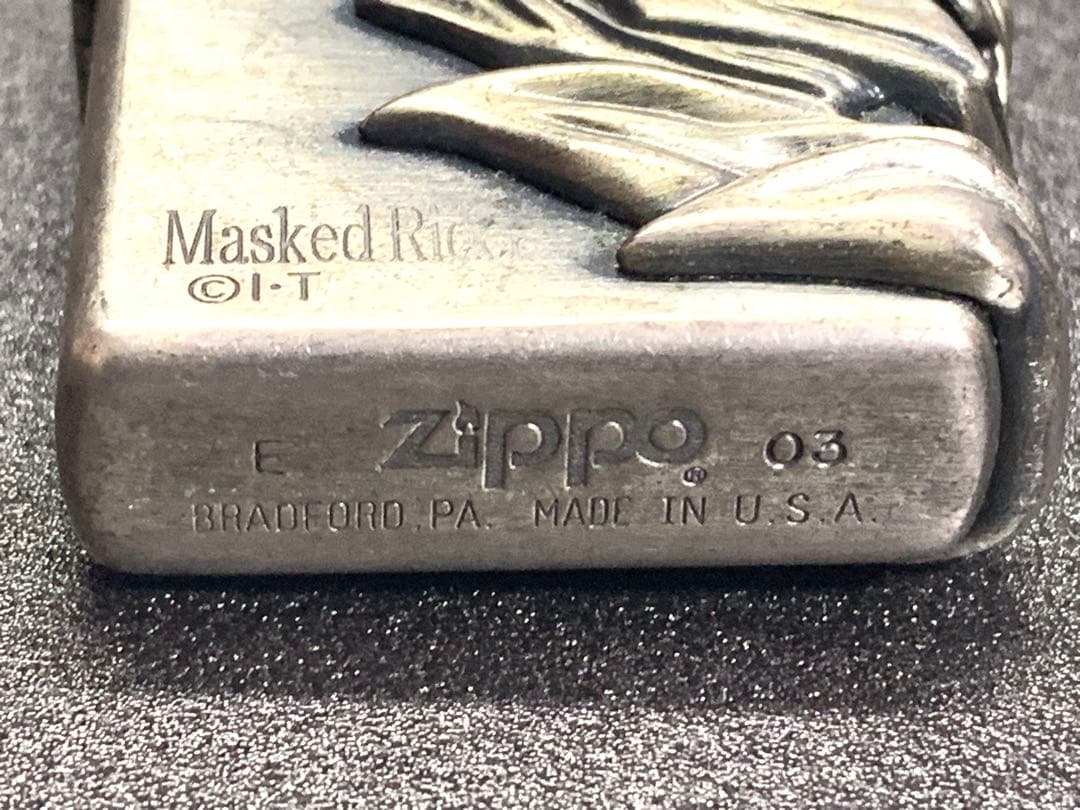 Masked
©I·T
E Zippo® 03
BRADFORD, PA. MADE IN U.S.A.